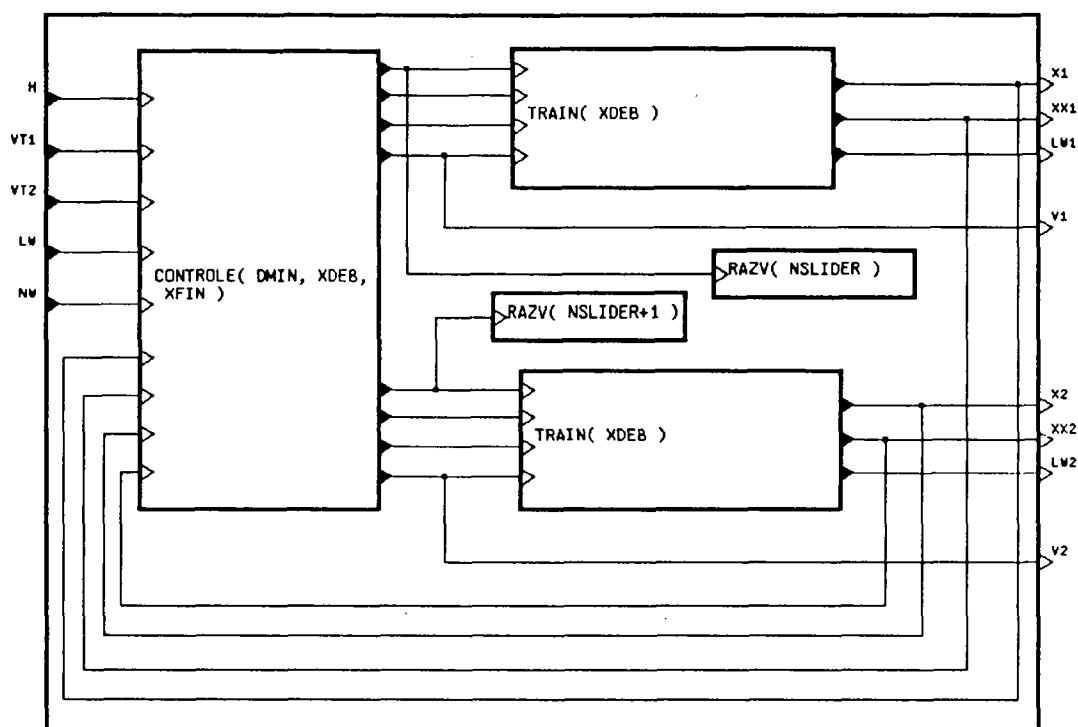 H
VT1
VT2
LW
NW
CONTROLE( DMIN, XDEB,
XFIN )
TRAIN( XDEB )
RAZV( NSLIDER )
RAZV( NSLIDER+1 )
TRAIN( XDEB )
X1
XX1
LW1
V1
X2
XX2
LW2
V2